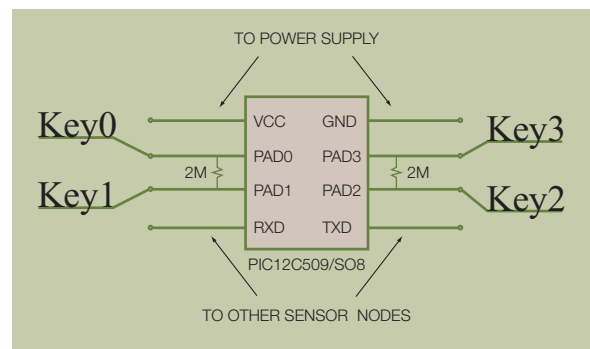 TO POWER SUPPLY
Key0
VCC GND
Key3
PAD0 PAD3
2M 2M
Key1
PAD1 PAD2
Key2
RXD TXD
PIC12C509/SO8
TO OTHER SENSOR NODES